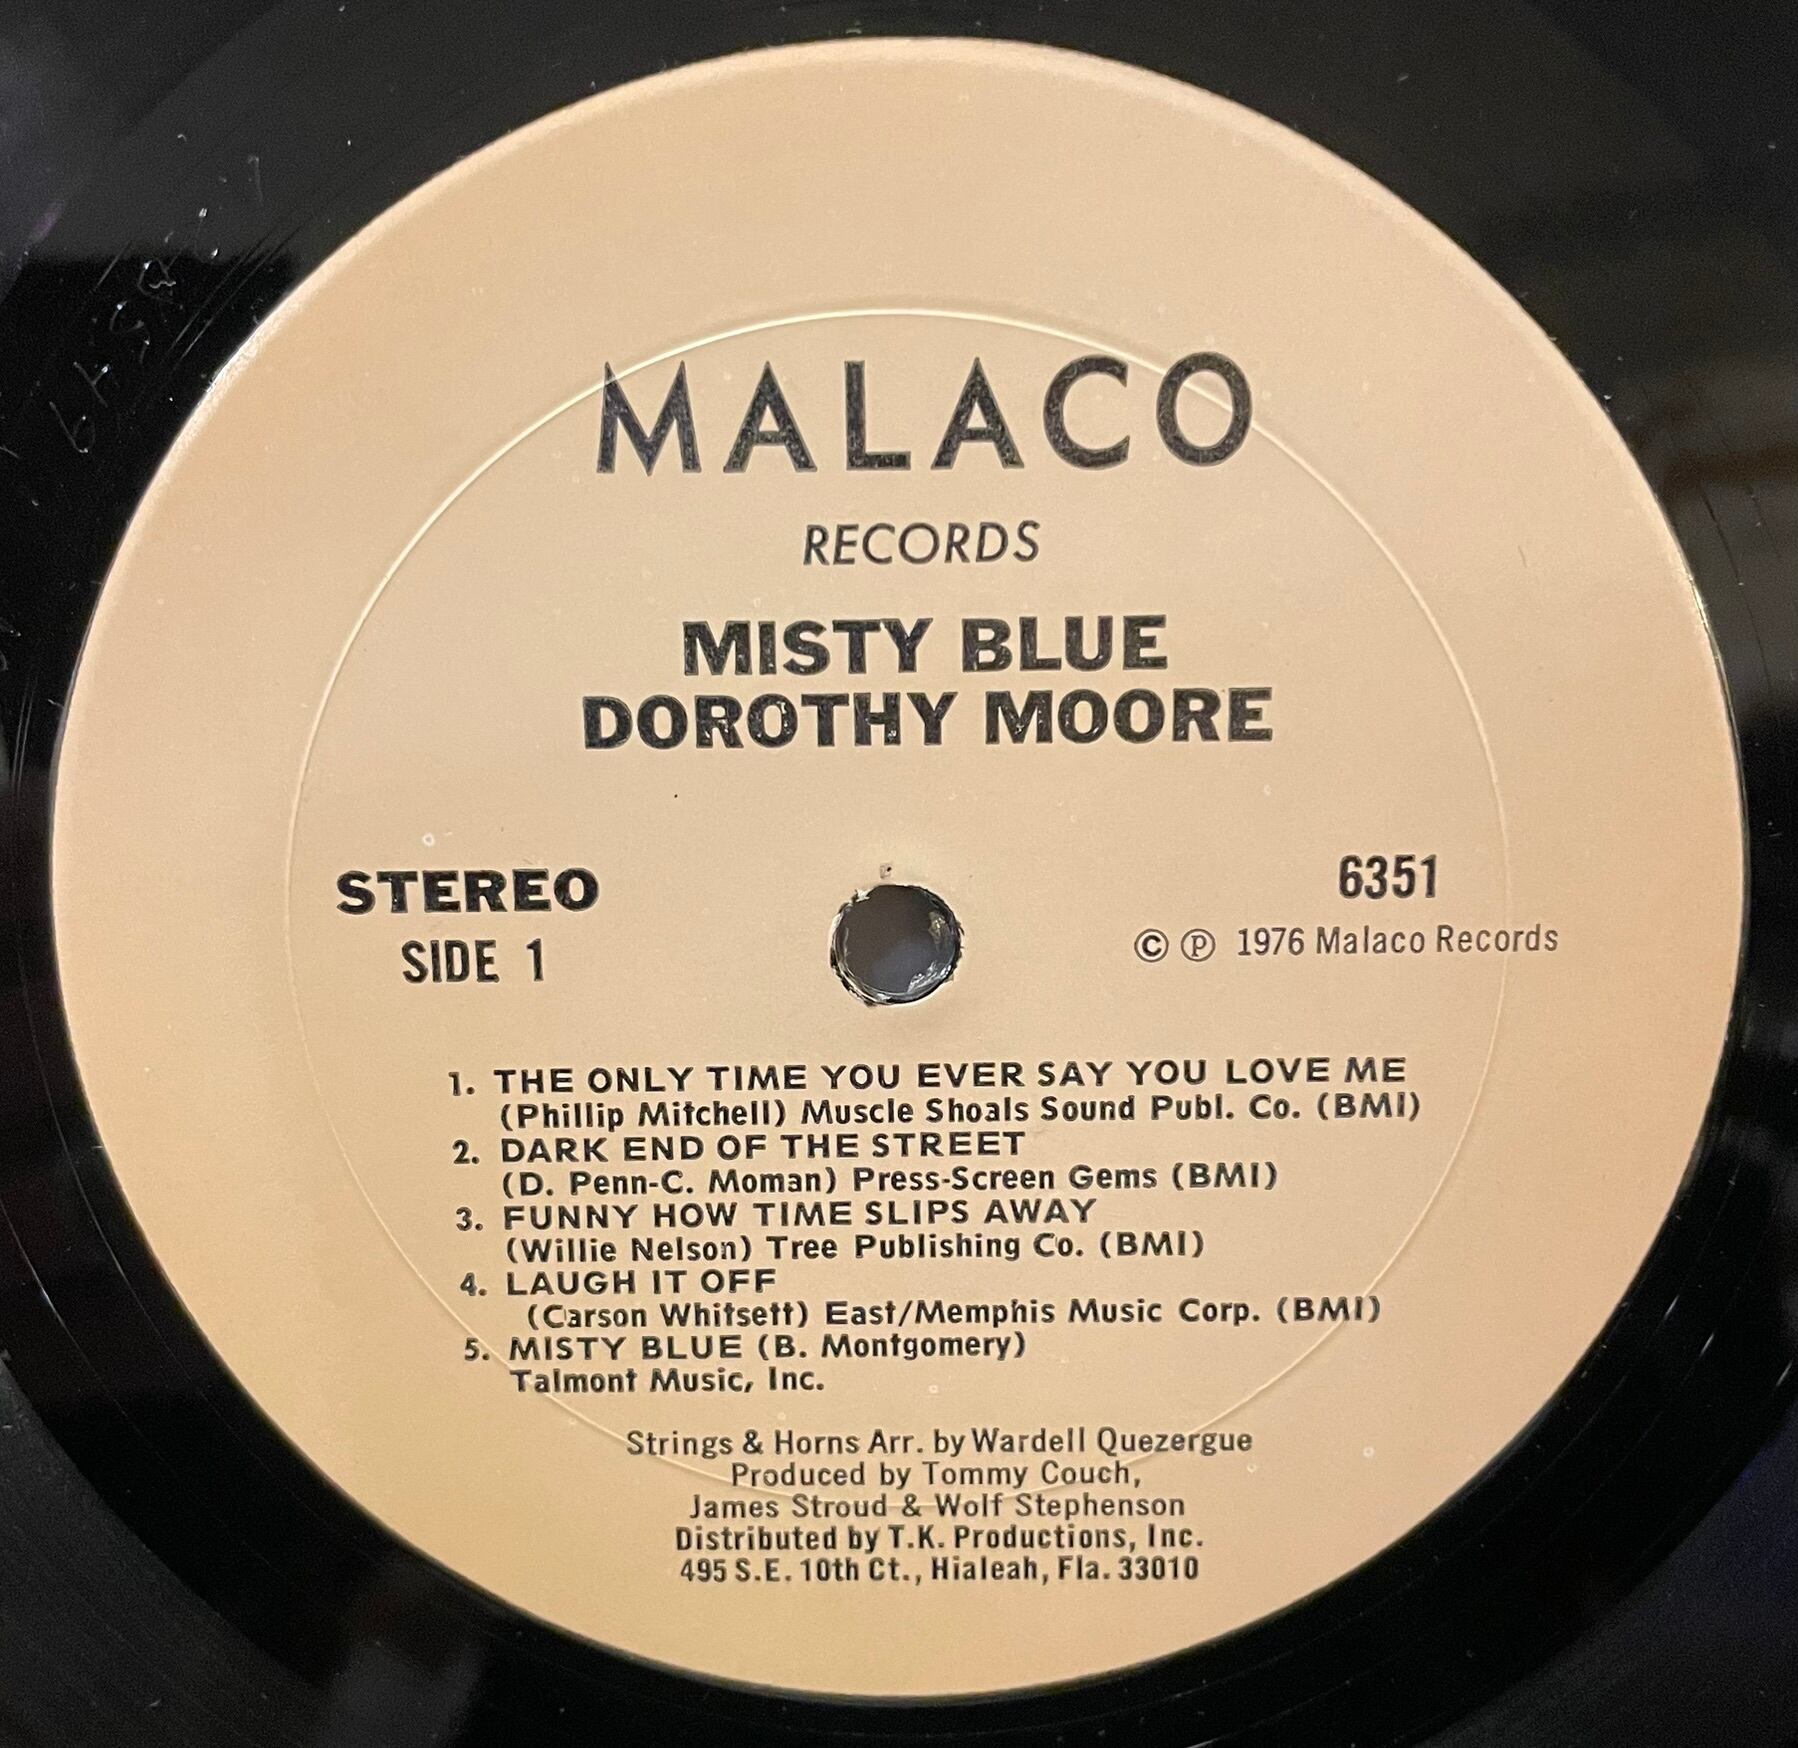 MALACO
RECORDS
MISTY BLUE
DOROTHY MOORE
STEREO
SIDE 1
6351
© ℗ 1976 Malaco Records
1. THE ONLY TIME YOU EVER SAY YOU LOVE ME
(Phillip Mitchell) Muscle Shoals Sound Publ. Co. (BMI)
2. DARK END OF THE STREET
(D. Penn-C. Moman) Press-Screen Gems (BMI)
3. FUNNY HOW TIME SLIPS AWAY
(Willie Nelson) Tree Publishing Co. (BMI)
4. LAUGH IT OFF
(Carson Whitsett) East/Memphis Music Corp. (BMI)
5. MISTY BLUE (B. Montgomery)
Talmont Music, Inc.
Strings & Horns Arr. by Wardell Quezergue
Produced by Tommy Couch,
James Stroud & Wolf Stephenson
Distributed by T.K. Productions, Inc.
495 S.E. 10th Ct., Hialeah, Fla. 33010